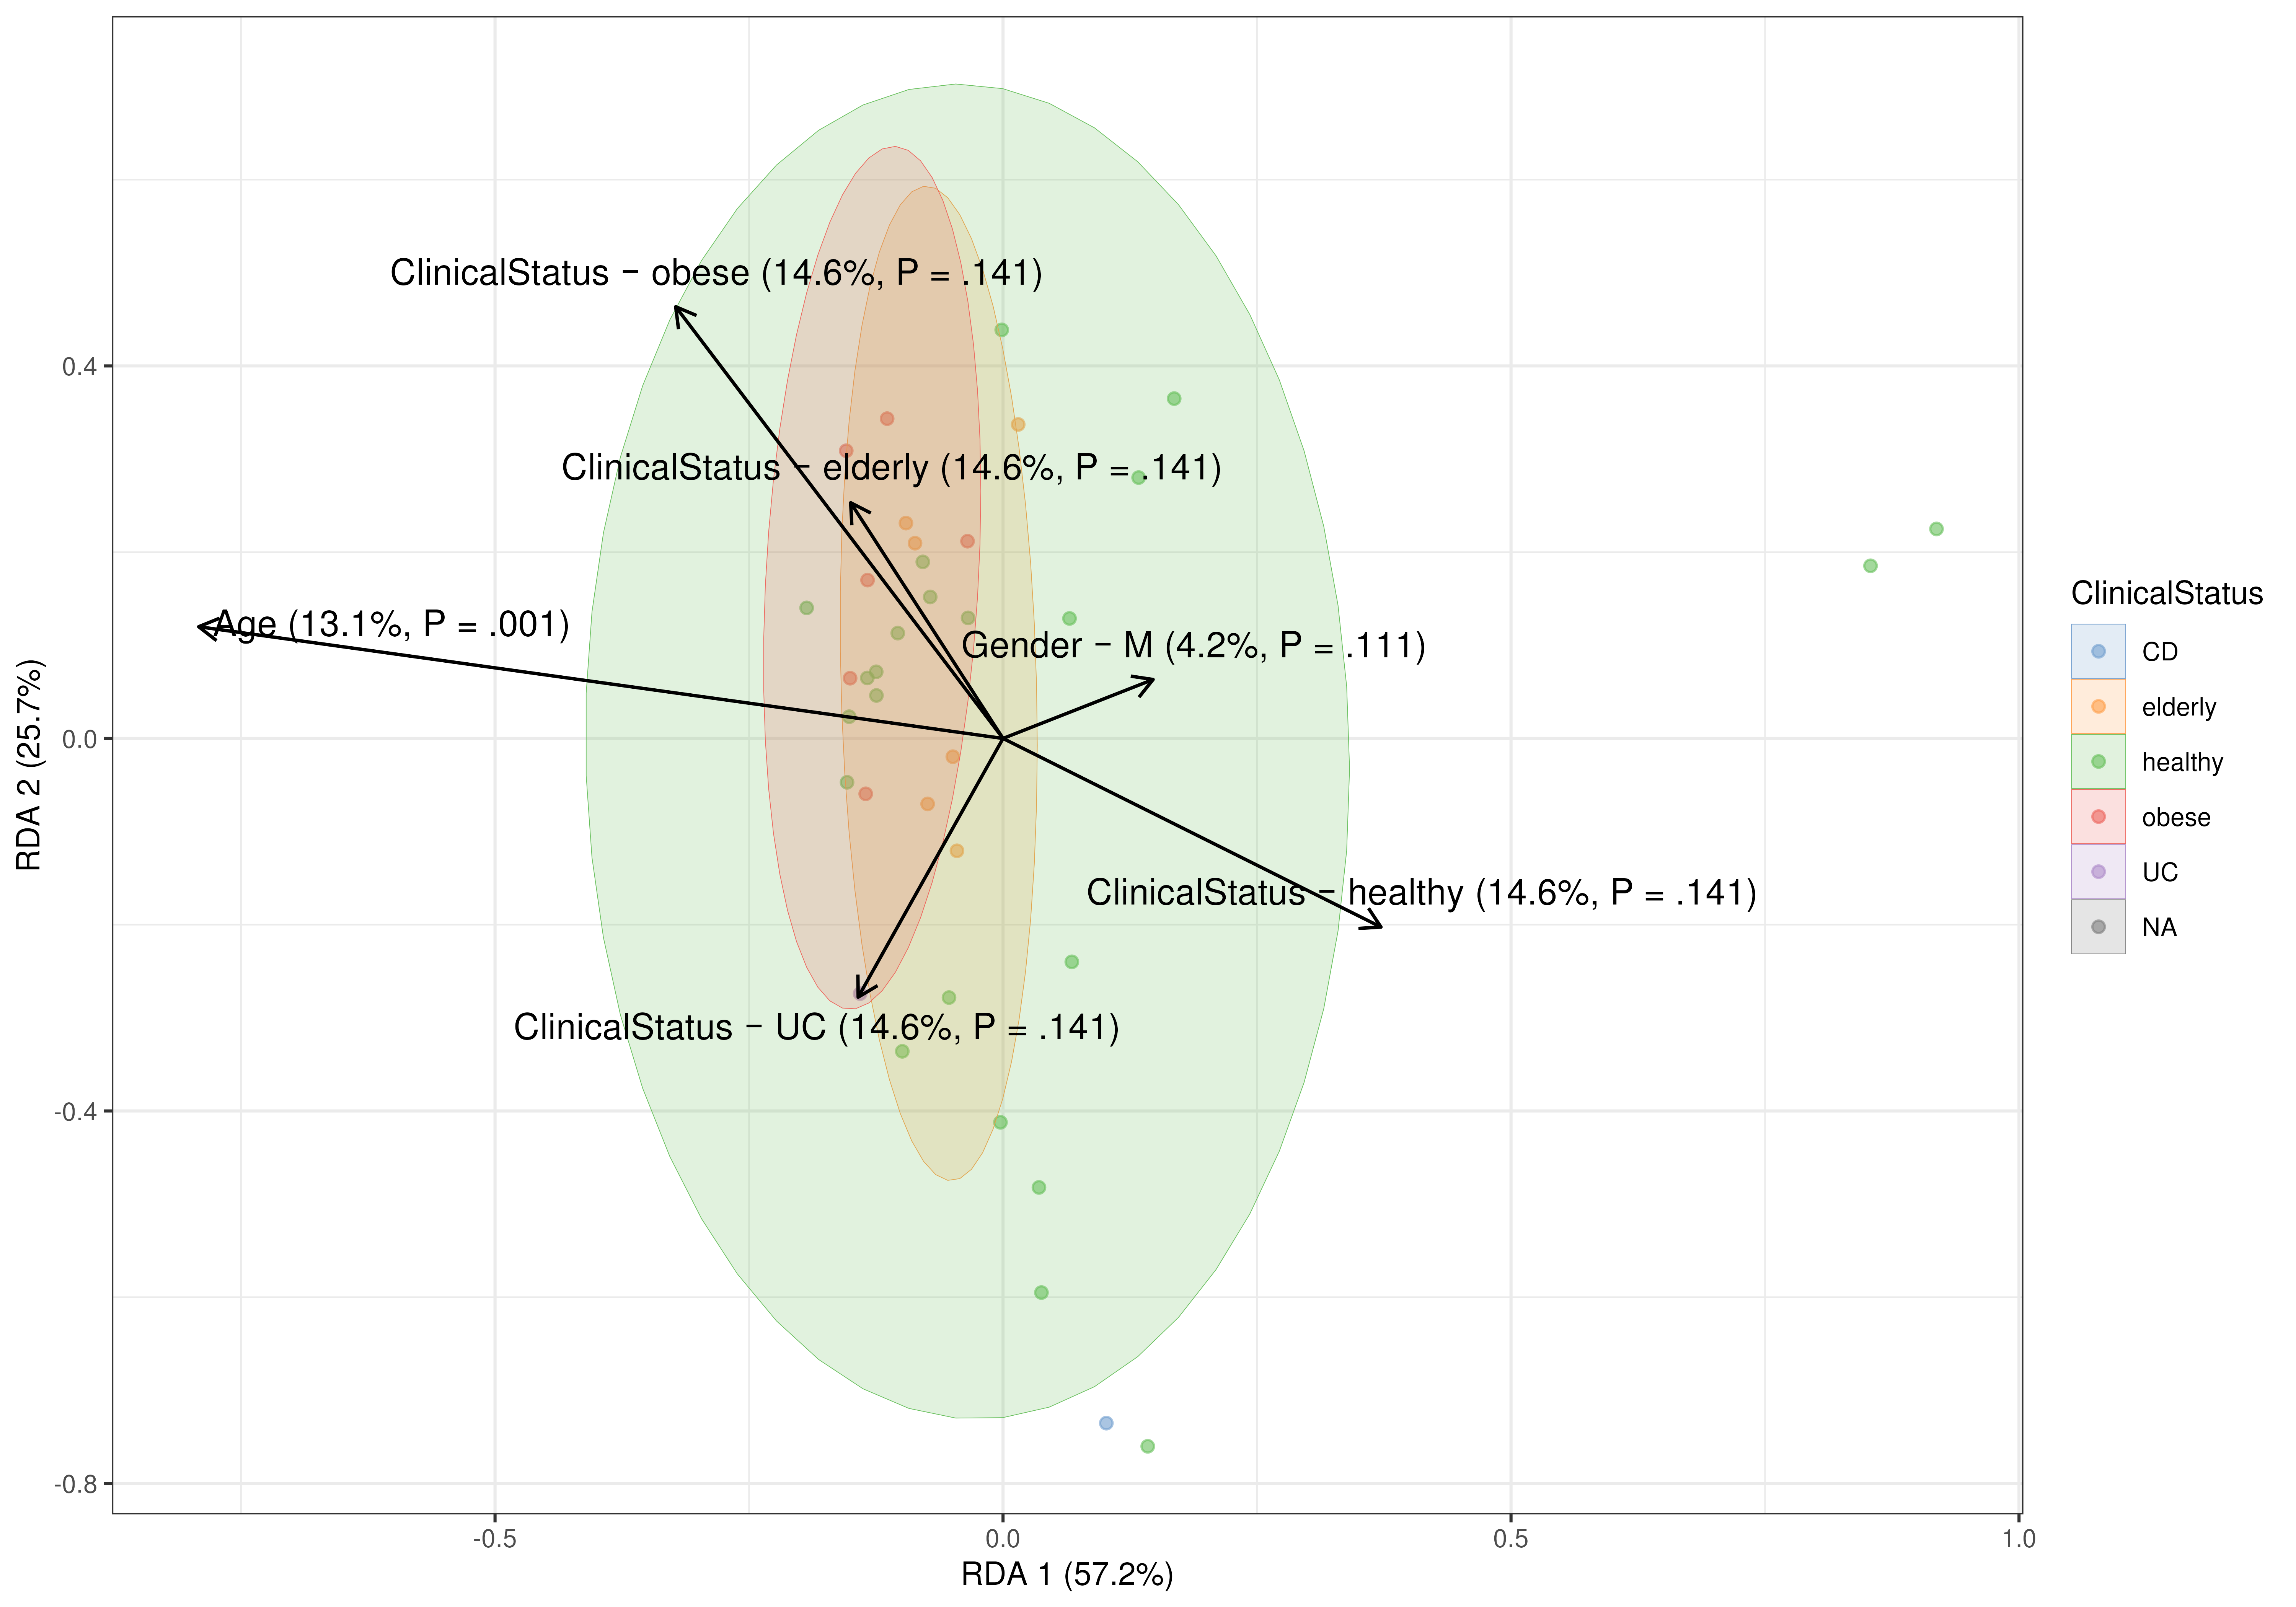 ClinicalStatus − obese (14.6%, P = .141)
ClinicalStatus − elderly (14.6%, P = .141)
Age (13.1%, P = .001)
Gender − M (4.2%, P = .111)
ClinicalStatus − healthy (14.6%, P = .141)
ClinicalStatus − UC (14.6%, P = .141)
0.4
0.0
-0.4
-0.8
RDA 2 (25.7%)
-0.5
0.0
0.5
1.0
RDA 1 (57.2%)
ClinicalStatus
CD
elderly
healthy
obese
UC
NA